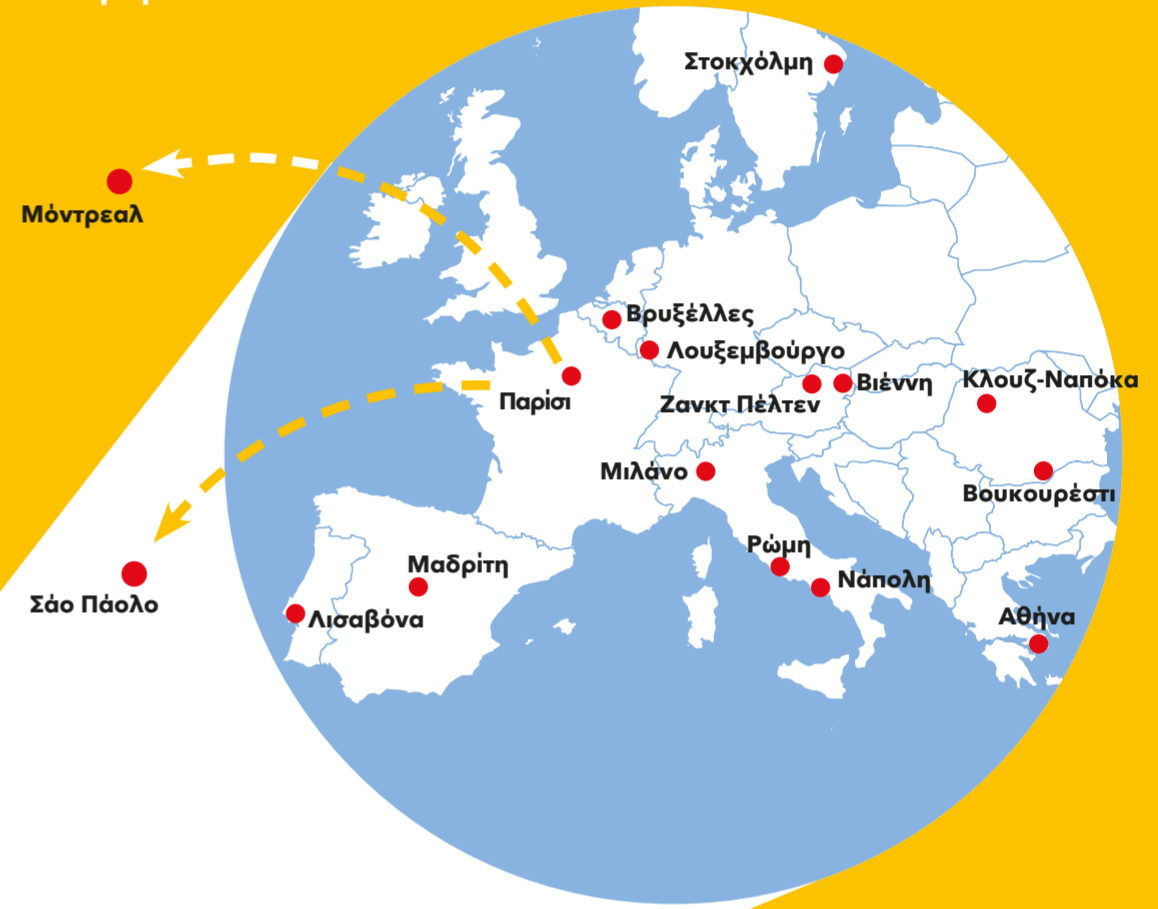 Στοκχόλμη
Μόντρεαλ
Βρυξέλλες
Λουξεμβούργο
Παρίσι
Ζανκτ Πέλτεν
Βιέννη
Κλουζ-Ναπόκα
Μιλάνο
Βουκουρέστι
Ρώμη
Νάπολη
Μαδρίτη
Λισαβόνα
Σάο Πάολο
Αθήνα